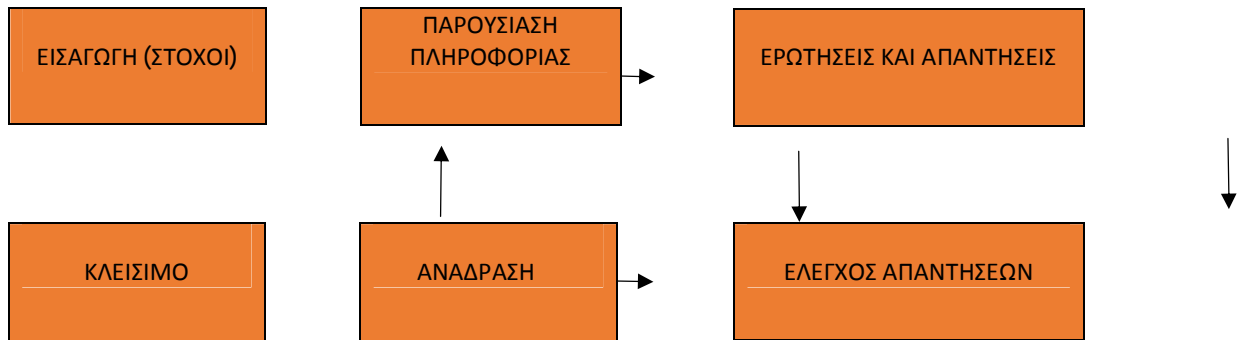 ΕΙΣΑΓΩΓΗ (ΣΤΟΧΟΙ)
ΠΑΡΟΥΣΙΑΣΗ
ΠΛΗΡΟΦΟΡΙΑΣ
ΕΡΩΤΗΣΕΙΣ ΚΑΙ ΑΠΑΝΤΗΣΕΙΣ
ΚΛΕΙΣΙΜΟ
ΑΝΑΔΡΑΣΗ
ΕΛΕΓΧΟΣ ΑΠΑΝΤΗΣΕΩΝ